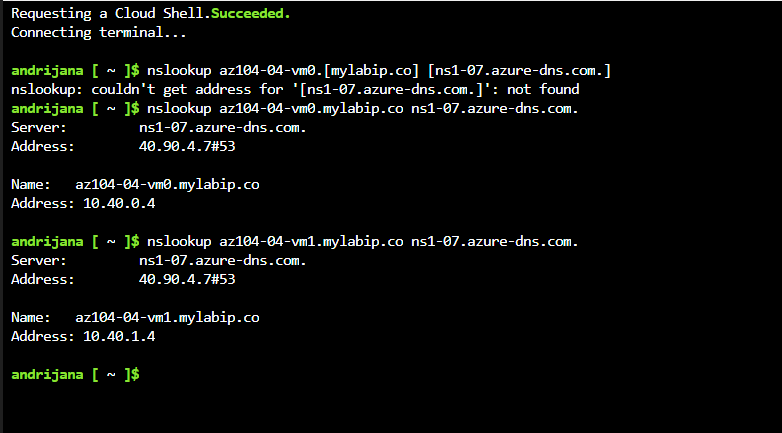 Requesting a Cloud Shell.Succeeded.
Connecting terminal...
andrijana [ ~ ]$ nslookup az104-04-vm0.[mylabip.co] [ns1-07.azure-dns.com.]
nslookup: couldn't get address for '[ns1-07.azure-dns.com.]': not found
andrijana [ ~ ]$ nslookup az104-04-vm0.mylabip.co ns1-07.azure-dns.com.
Server:         ns1-07.azure-dns.com.
Address:        40.90.4.7#53
Name:   az104-04-vm0.mylabip.co
Address: 10.40.0.4
andrijana [ ~ ]$ nslookup az104-04-vm1.mylabip.co ns1-07.azure-dns.com.
Server:         ns1-07.azure-dns.com.
Address:        40.90.4.7#53
Name:   az104-04-vm1.mylabip.co
Address: 10.40.1.4
andrijana [ ~ ]$